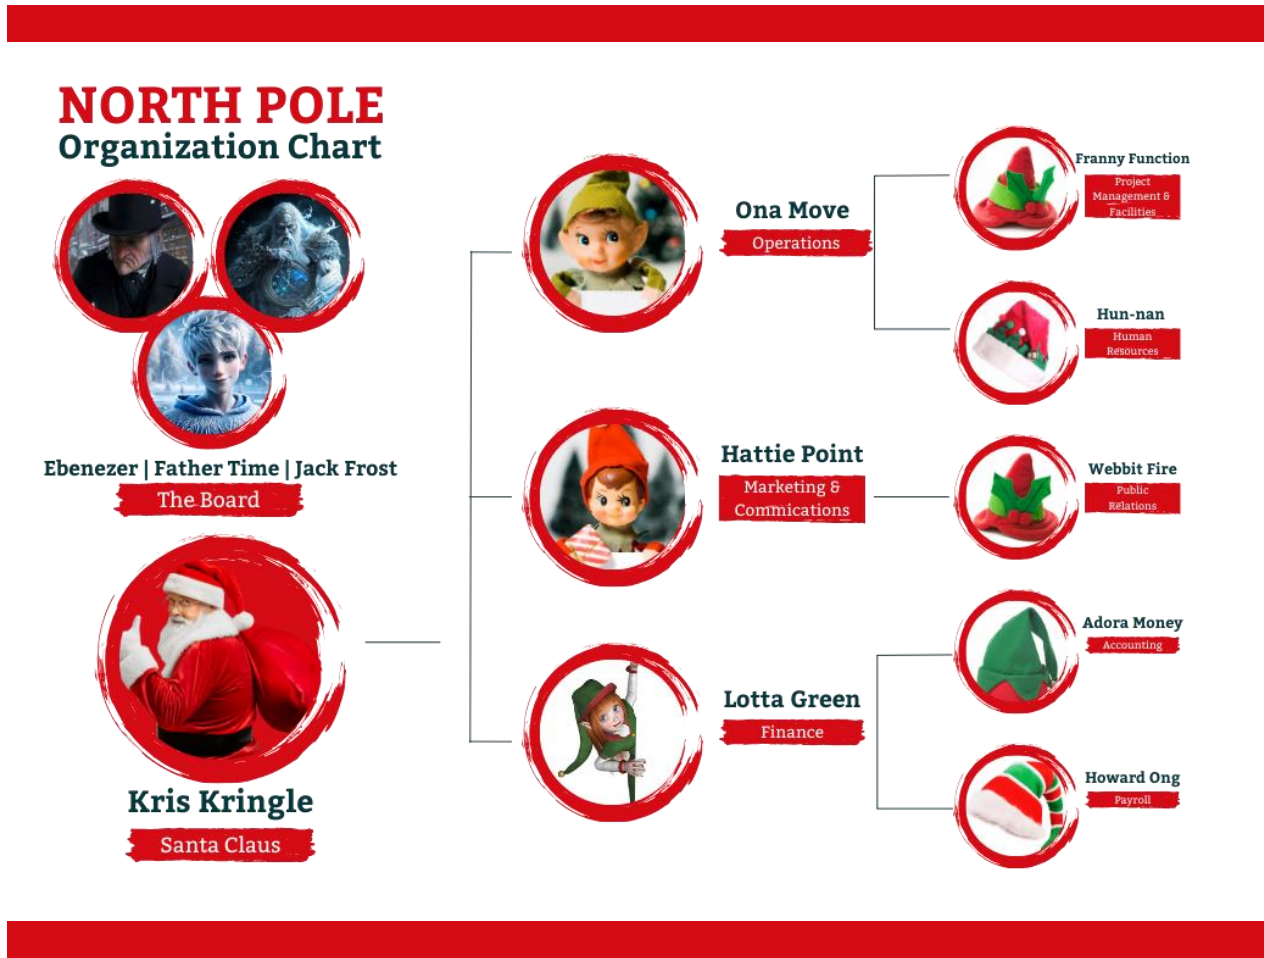 NORTH POLE
Organization Chart
Ebenezer | Father Time | Jack Frost
The Board
Kris Kringle
Santa Claus
Ona Move
Operations
Hattie Point
Marketing &
Commications
Lotta Green
Finance
Franny Function
Project
Management &
Facilities
Hun-nan
Human
Resources
Webbit Fire
Public
Relations
Adora Money
Accounting
Howard Ong
Payroll